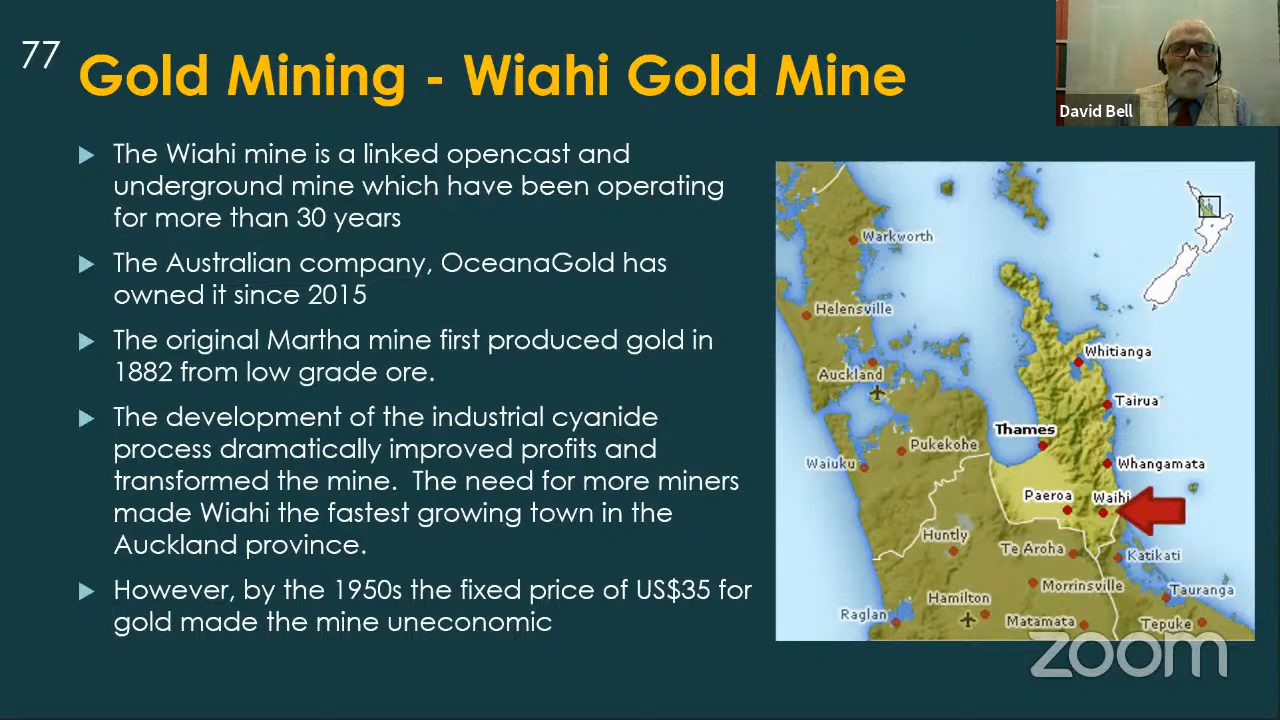 77
Gold Mining - Wiahi Gold Mine
David Bell
The Wiahi mine is a linked opencast and
underground mine which have been operating
for more than 30 years
The Australian company, OceanaGold has
owned it since 2015
The original Martha mine first produced gold in
1882 from low grade ore.
The development of the industrial cyanide
process dramatically improved profits and
transformed the mine.  The need for more miners
made Wiahi the fastest growing town in the
Auckland province.
However, by the 1950s the fixed price of US$35 for
gold made the mine uneconomic
Warkworth
Helensville
Whitianga
Auckland
Tairua
Thames
Pukekohe
Waiuku
Whangamata
Paeroa
Waihi
Huntly
Te Aroha
Katikati
Morrinsville
Tauranga
Hamilton
Raglan
Matamata
Tepuke
zoom